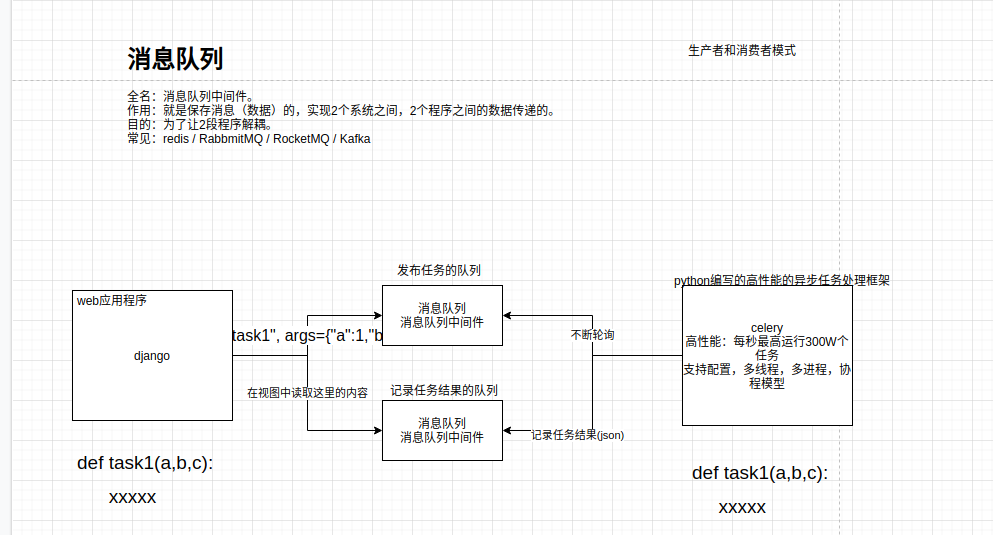 消息队列
生产者和消费者模式
全名：消息队列中间件。
作用：就是保存消息（数据）的，实现2个系统之间，2个程序之间的数据传递的。
目的：为了让2段程序解耦。
常见：redis / RabbmitMQ / RocketMQ / Kafka
发布任务的队列
python编写的高性能的异步任务处理框架
web应用程序
消息队列
消息队列中间件
task1", args={"a":1,"b
不断轮询
django
celery
高性能：每秒最高运行300W个
任务
支持配置，多线程，多进程，协
程模型
在视图中读取这里的内容
记录任务结果的队列
消息队列
消息队列中间件
记录任务结果(json)
def task1(a,b,c):
xxxxx
def task1(a,b,c):
xxxxx